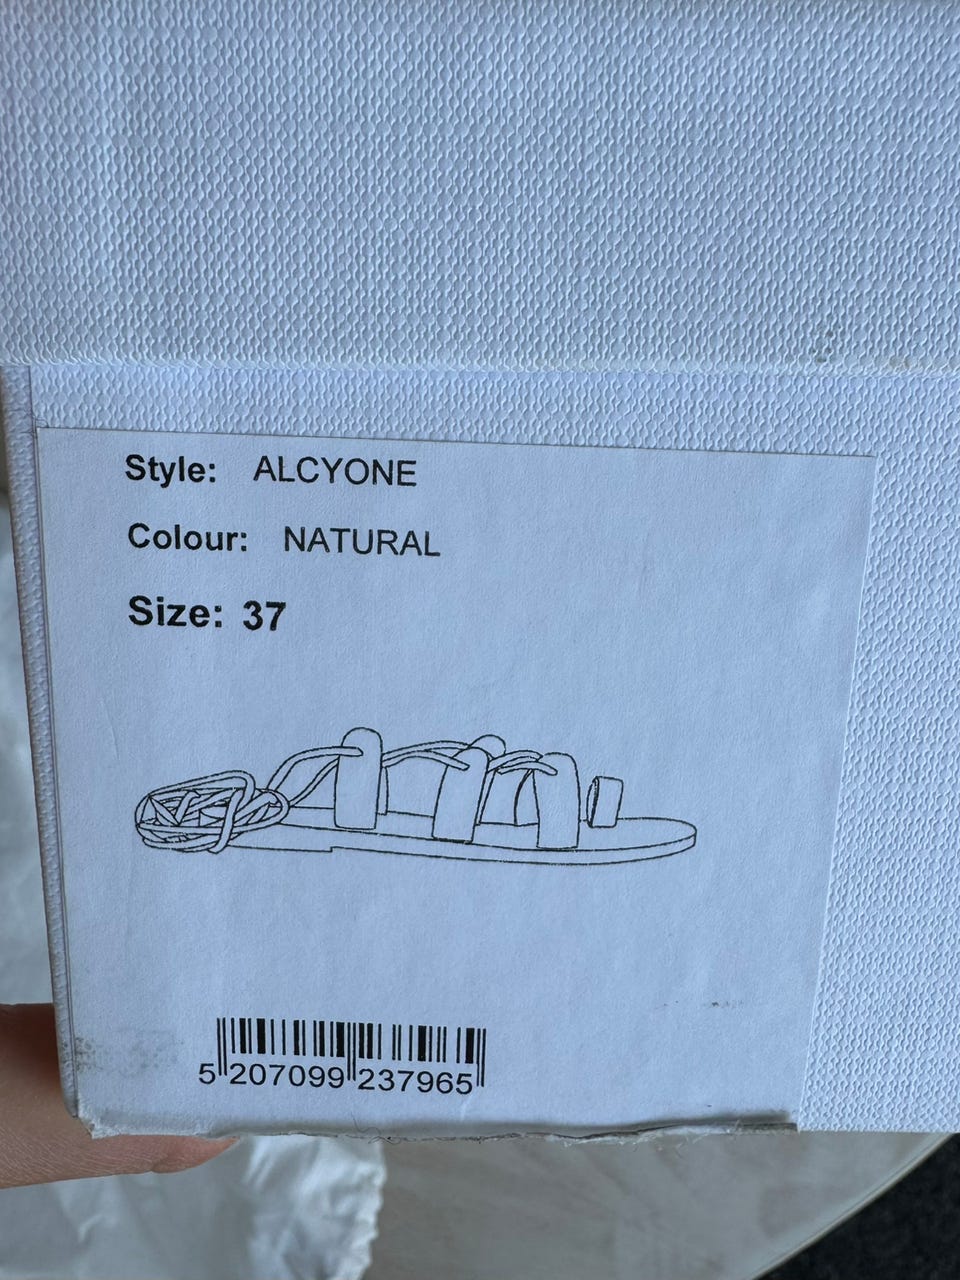 Style: ALCYONE
Colour: NATURAL
Size: 37
5 207099 237965